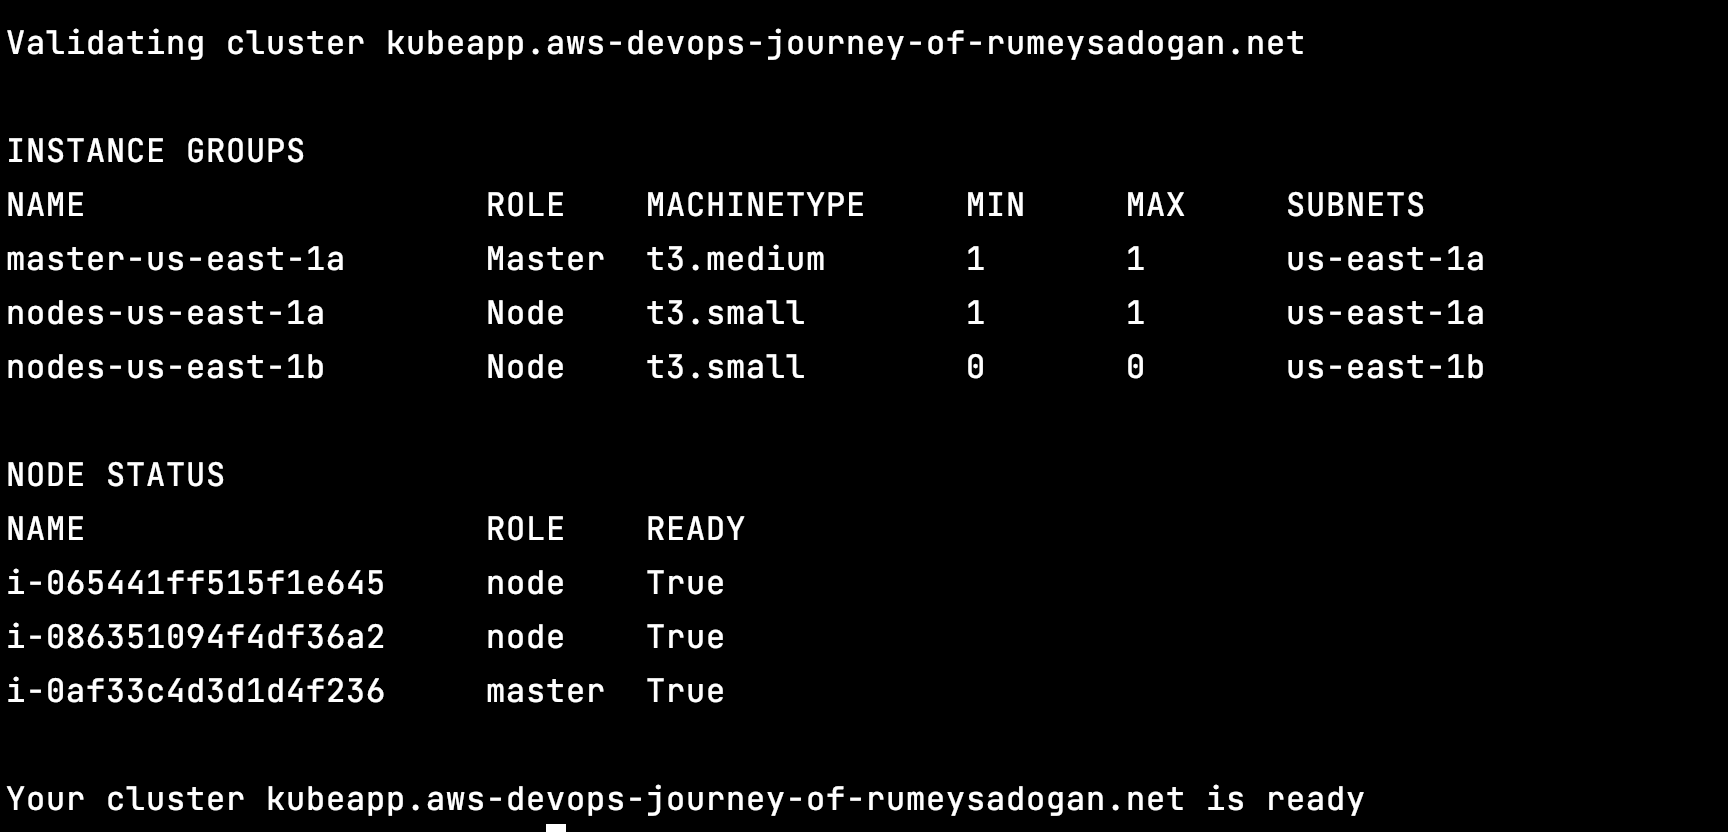 Validating cluster kubeapp.aws-devops-journey-of-rumeysadogan.net
INSTANCE GROUPS
NAME ROLE MACHINETYPE MIN MAX SUBNETS
master-us-east-1a Master t3.medium 1 1 us-east-1a
nodes-us-east-1a Node t3.small 1 1 us-east-1a
nodes-us-east-1b Node t3.small 0 0 us-east-1b
NODE STATUS
NAME ROLE READY
i-065441ff515f1e645 node True
i-086351094f4df36a2 node True
i-0af33c4d3d1d4f236 master True
Your cluster kubeapp.aws-devops-journey-of-rumeysadogan.net is ready